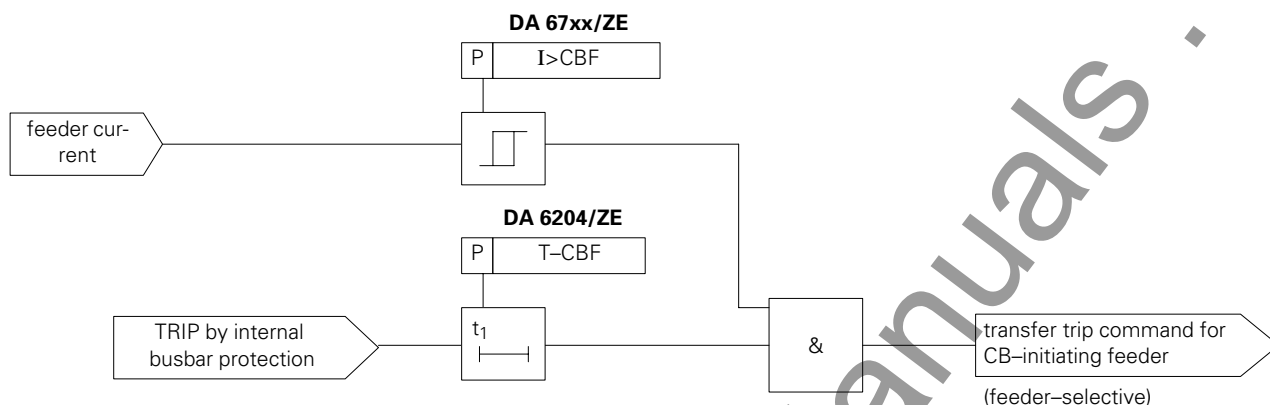 DA 67xx/ZE
P I>CBF
feeder cur-
rent
DA 6204/ZE
P T–CBF
TRIP by internal
busbar protection
t1
&
transfer trip command for
CB–initiating feeder
(feeder–selective)
anuals .